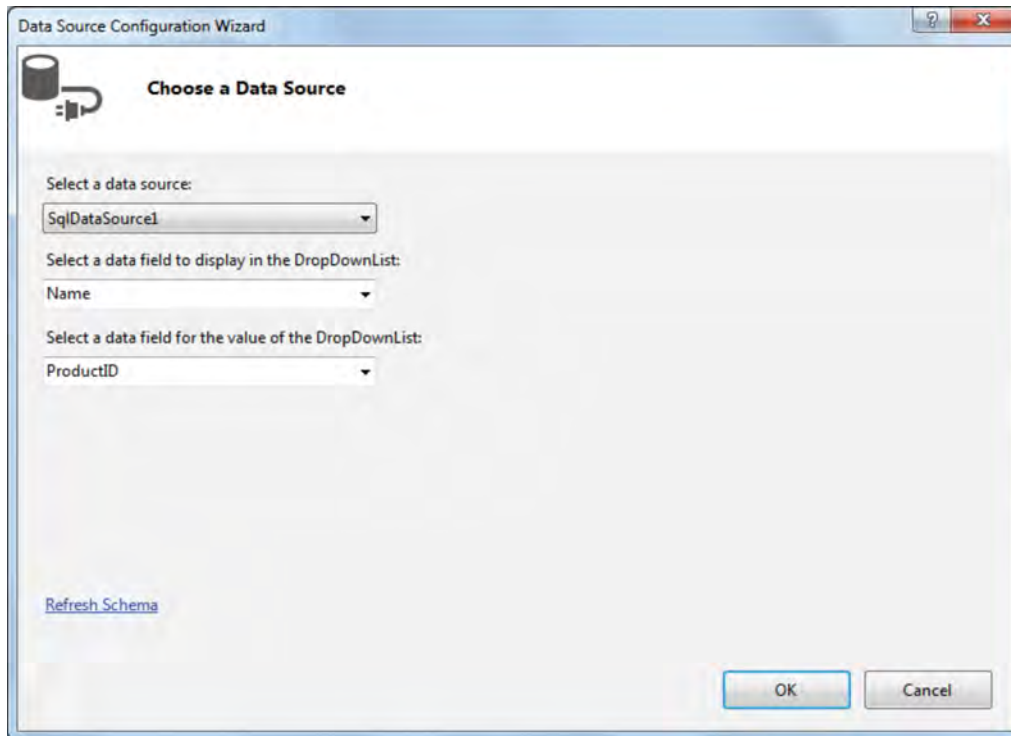 Data Source Configuration Wizard
Choose a Data Source
Select a data source:
SqlDataSource1
Select a data field to display in the DropDownList:
Name
Select a data field for the value of the DropDownList:
ProductID
Refresh Schema
OK Cancel